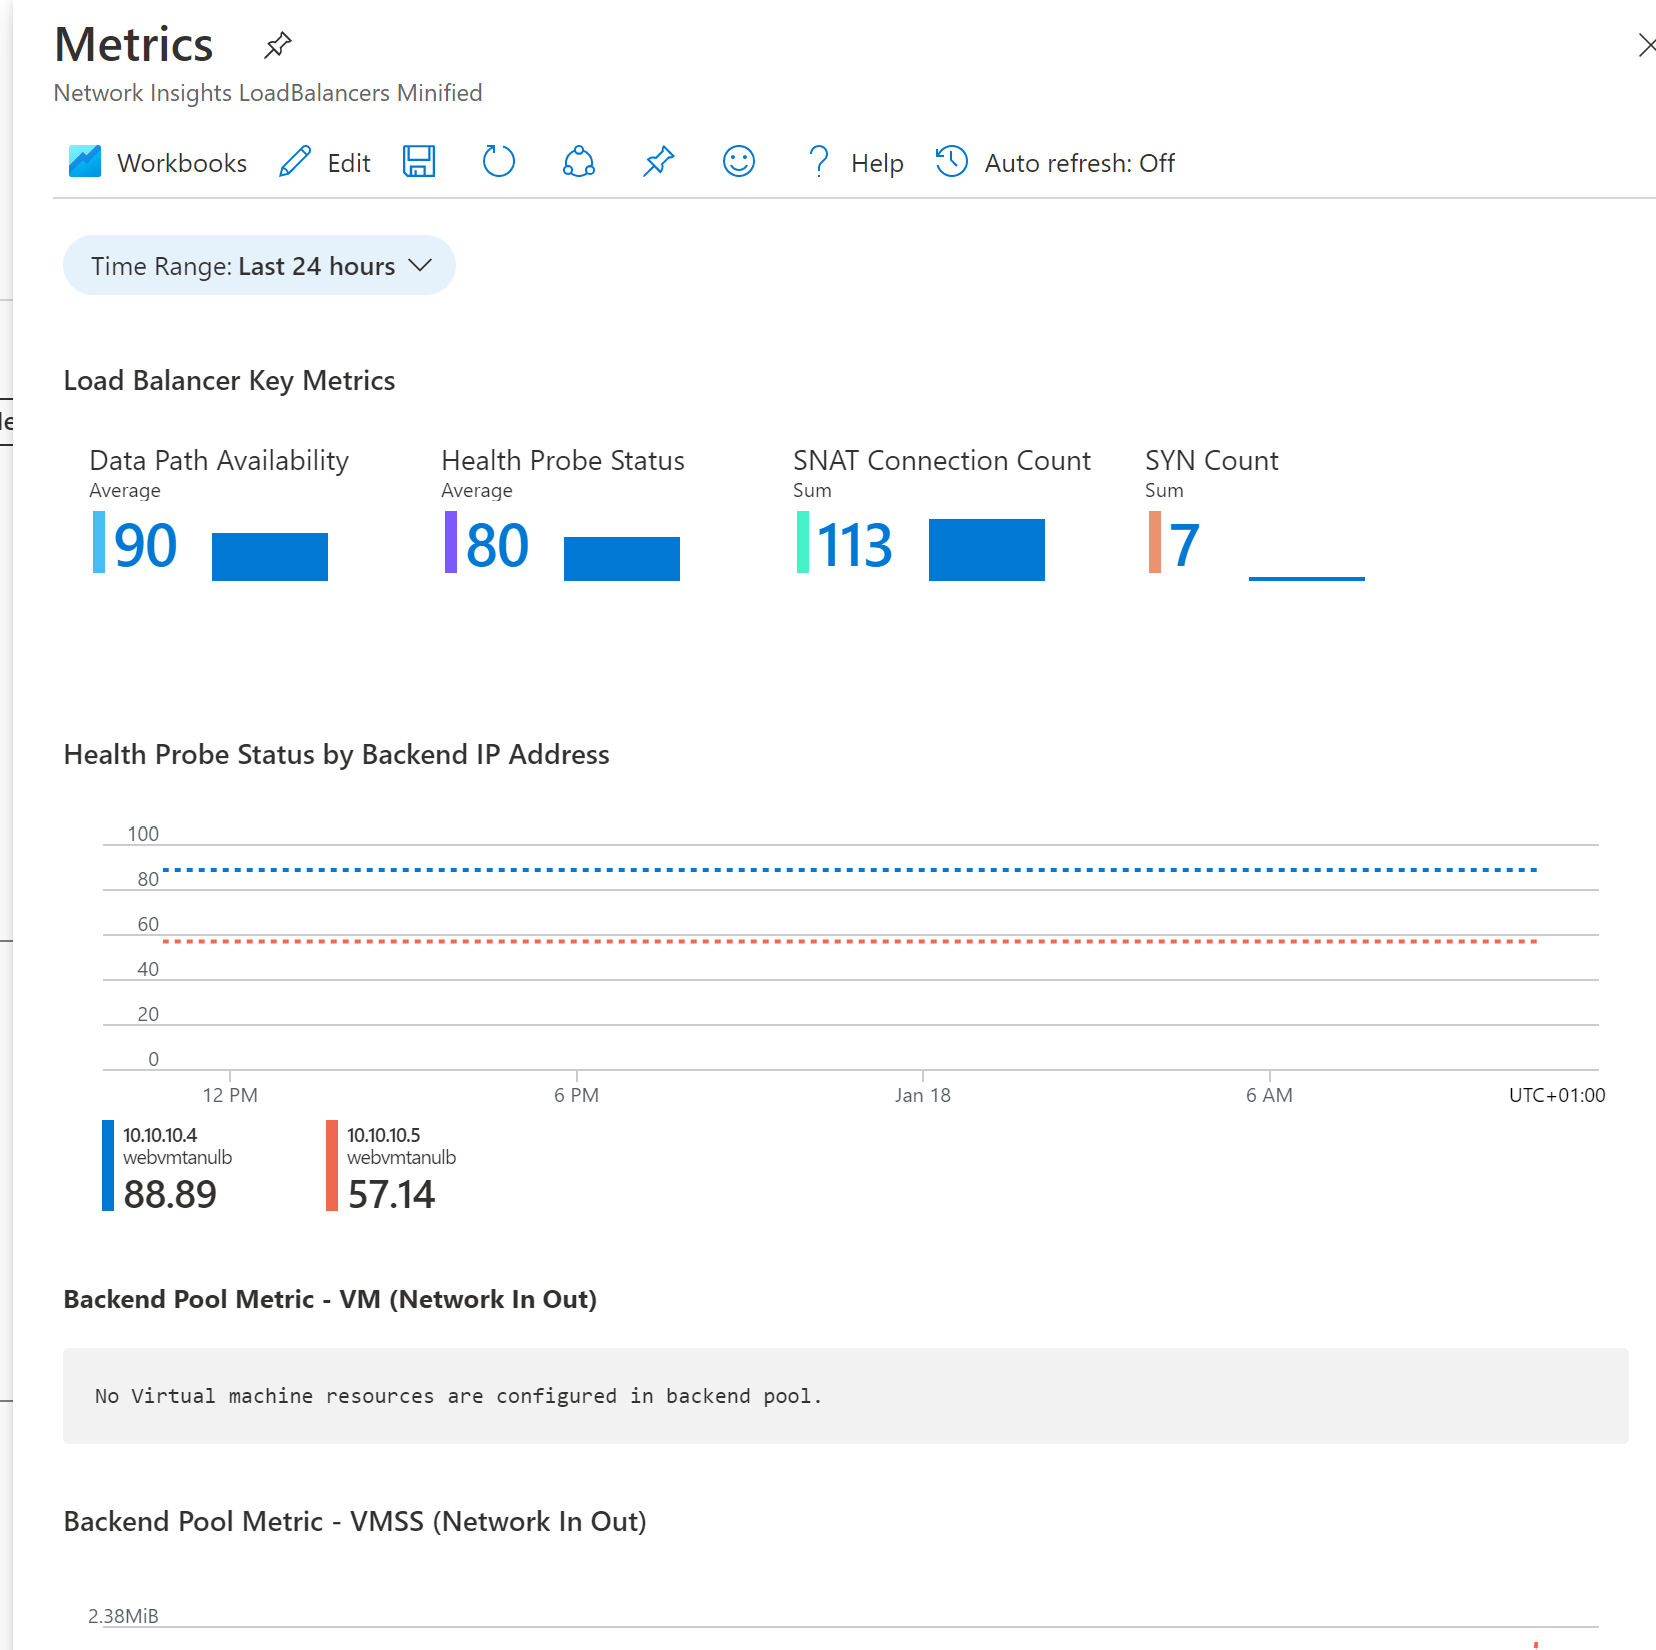 Metrics
Network Insights LoadBalancers Minified
Workbooks Edit Help Auto refresh: Off
Time Range: Last 24 hours
Load Balancer Key Metrics
Data Path Availability Health Probe Status SNAT Connection Count SYN Count
Average Average Sum Sum
90 80 113 7
Health Probe Status by Backend IP Address
100
80
60
40
20
0
12 PM 6 PM Jan 18 6 AM UTC+01:00
10.10.10.4 10.10.10.5
webvmtanulb webvmtanulb
88.89 57.14
Backend Pool Metric - VM (Network In Out)
No Virtual machine resources are configured in backend pool.
Backend Pool Metric - VMSS (Network In Out)
2.38MiB